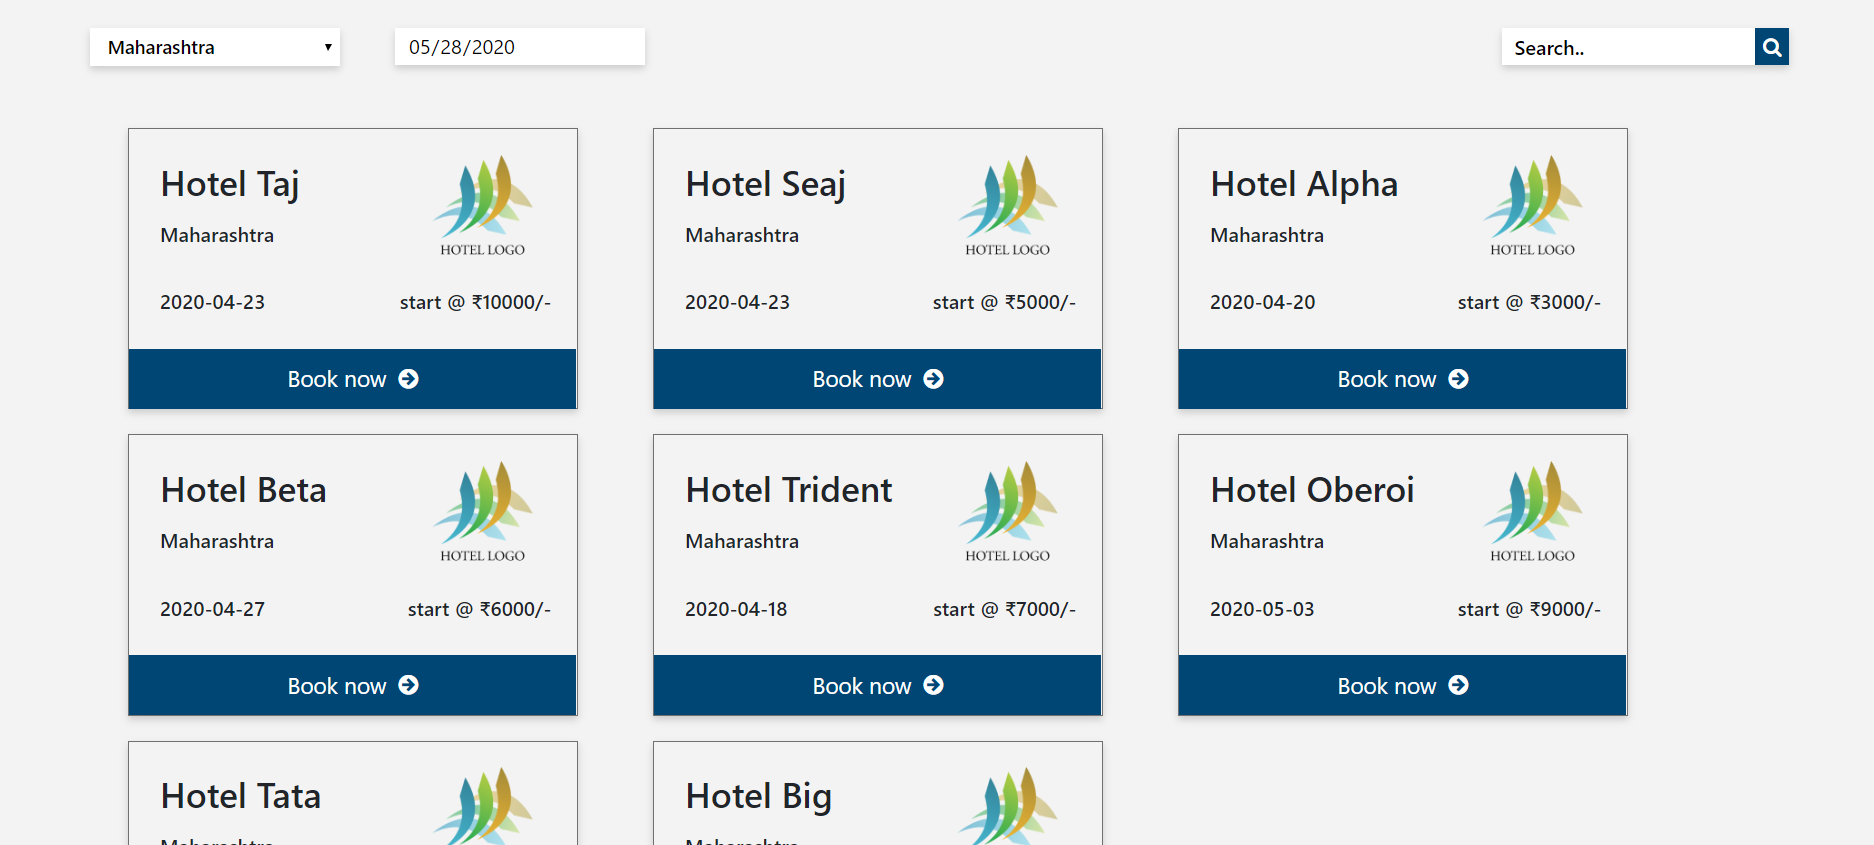 Maharashtra
05/28/2020
Search..
Hotel Taj
Maharashtra
HOTEL LOGO
2020-04-23
start @ ₹10000/-
Book now
Hotel Seaj
Maharashtra
HOTEL LOGO
2020-04-23
start @ ₹5000/-
Book now
Hotel Alpha
Maharashtra
HOTEL LOGO
2020-04-20
start @ ₹3000/-
Book now
Hotel Beta
Maharashtra
HOTEL LOGO
2020-04-27
start @ ₹6000/-
Book now
Hotel Trident
Maharashtra
HOTEL LOGO
2020-04-18
start @ ₹7000/-
Book now
Hotel Oberoi
Maharashtra
HOTEL LOGO
2020-05-03
start @ ₹9000/-
Book now
Hotel Tata
Maharashtra
Hotel Big
Maharashtra